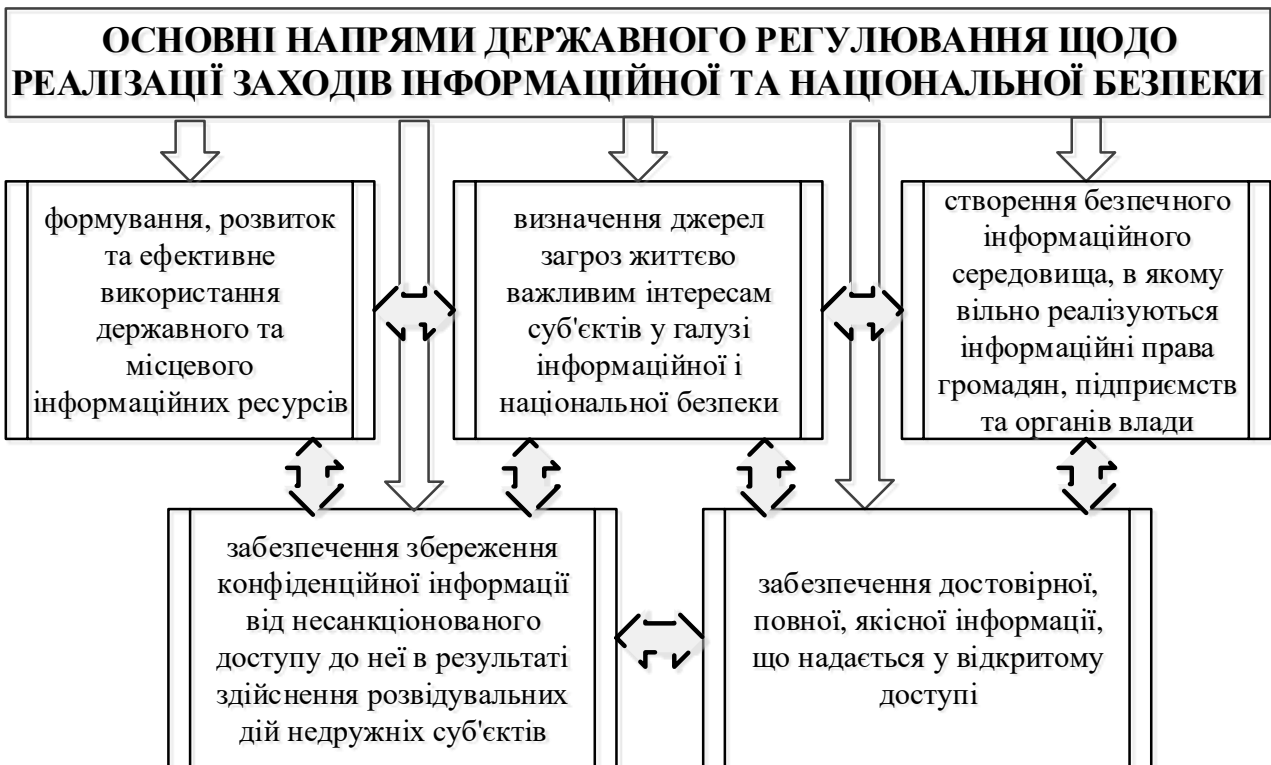 ОСНОВНІ НАПРЯМИ ДЕРЖАВНОГО РЕГУЛЮВАННЯ ЩОДО
РЕАЛІЗАЦІЇ ЗАХОДІВ ІНФОРМАЦІЙНОЇ ТА НАЦІОНАЛЬНОЇ БЕЗПЕКИ
формування, розвиток
та ефективне
використання
державного та
місцевого
інформаційних ресурсів
визначення джерел
загроз життєво
важливим інтересам
суб'єктів у галузі
інформаційної і
національної безпеки
створення безпечного
інформаційного
середовища, в якому
вільно реалізуються
інформаційні права
громадян, підприємств
та органів влади
забезпечення збереження
конфіденційної інформації
від несанкціонованого
доступу до неї в результаті
здійснення розвідувальних
дій недружніх суб'єктів
забезпечення достовірної,
повної, якісної інформації,
що надається у відкритому
доступі